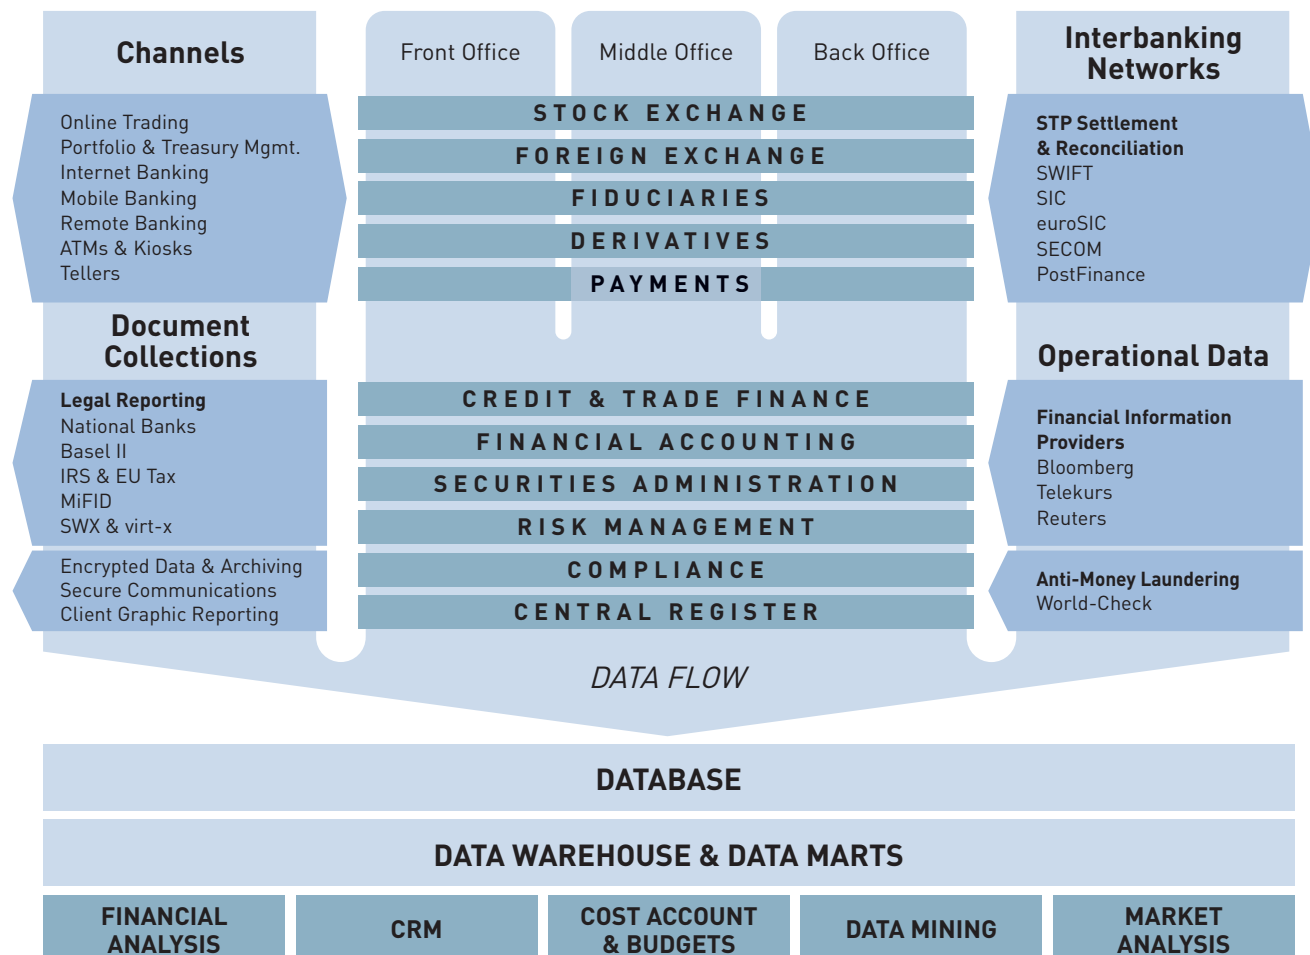 Channels
Online Trading
Portfolio & Treasury Mgmt.
Internet Banking
Mobile Banking
Remote Banking
ATMs & Kiosks
Tellers
Document
Collections
Legal Reporting
National Banks
Basel II
IRS & EU Tax
MiFID
SWX & virt-x
Encrypted Data & Archiving
Secure Communications
Client Graphic Reporting
Front Office
Middle Office
Back Office
STOCK EXCHANGE
FOREIGN EXCHANGE
FIDUCIARIES
DERIVATIVES
PAYMENTS
CREDIT & TRADE FINANCE
FINANCIAL ACCOUNTING
SECURITIES ADMINISTRATION
RISK MANAGEMENT
COMPLIANCE
CENTRAL REGISTER
Interbanking
Networks
STP Settlement
& Reconciliation
SWIFT
SIC
euroSIC
SECOM
PostFinance
Operational Data
Financial Information
Providers
Bloomberg
Telekurs
Reuters
Anti-Money Laundering
World-Check
DATA FLOW
DATABASE
DATA WAREHOUSE & DATA MARTS
FINANCIAL
ANALYSIS
CRM
COST ACCOUNT
& BUDGETS
DATA MINING
MARKET
ANALYSIS